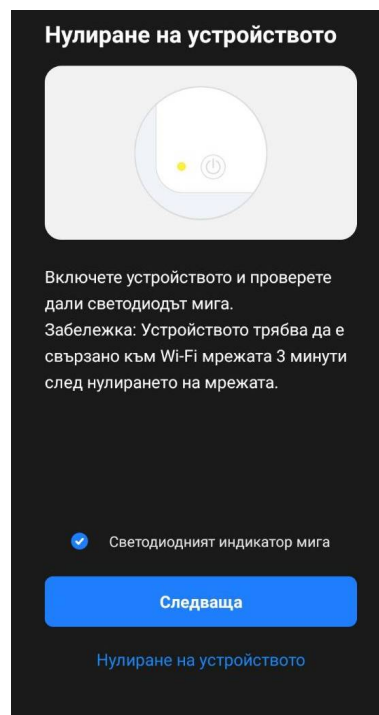 Нулиране на устройството
Включете устройството и проверете
дали светодиодът мига.
Забележка: Устройството трябва да е
свързано към Wi-Fi мрежата 3 минути
след нулирането на мрежата.
Светодиодният индикатор мига
Следваща
Нулиране на устройството